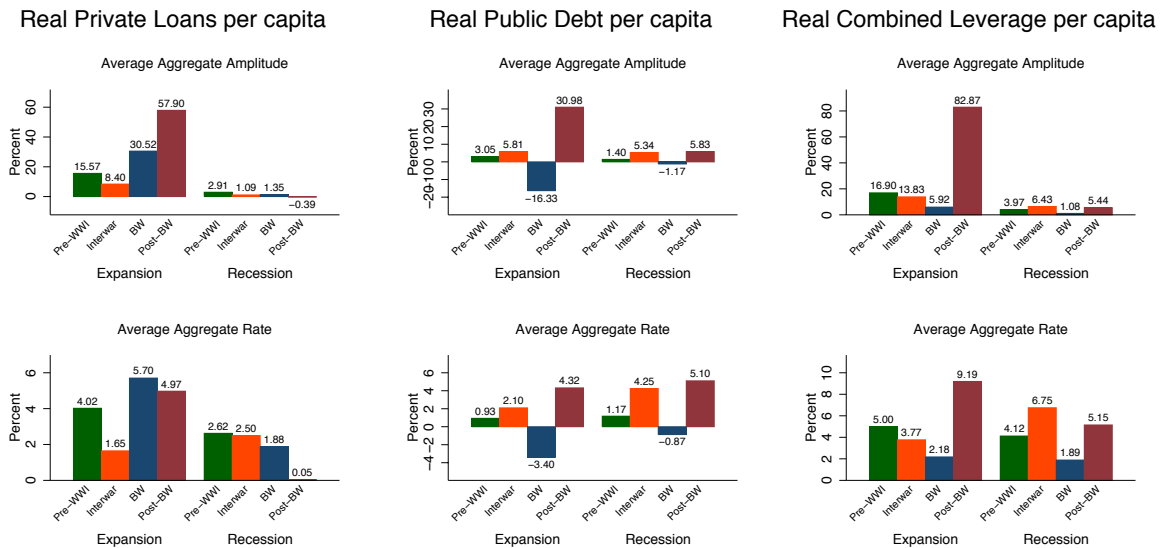 Real Private Loans per capita
Average Aggregate Amplitude
Percent
60
40
20
0
15.57
8.40
30.52
57.90
2.91
1.09
1.35
−0.39
Pre−WWI
Interwar
BW
Post−BW
Pre−WWI
Interwar
BW
Post−BW
Expansion
Recession
Real Public Debt per capita
Average Aggregate Amplitude
Percent
30
20
10
0
−10
−20
3.05
5.81
−16.33
30.98
1.40
5.34
−1.17
5.83
Pre−WWI
Interwar
BW
Post−BW
Pre−WWI
Interwar
BW
Post−BW
Expansion
Recession
Real Combined Leverage per capita
Average Aggregate Amplitude
Percent
80
60
40
20
0
16.90
13.83
5.92
82.87
3.97
6.43
1.08
5.44
Pre−WWI
Interwar
BW
Post−BW
Pre−WWI
Interwar
BW
Post−BW
Expansion
Recession
Average Aggregate Rate
Percent
6
4
2
0
4.02
1.65
5.70
4.97
2.62
2.50
1.88
0.05
Pre−WWI
Interwar
BW
Post−BW
Pre−WWI
Interwar
BW
Post−BW
Expansion
Recession
Average Aggregate Rate
Percent
6
4
2
0
−2
−4
0.93
2.10
−3.40
4.32
1.17
4.25
−0.87
5.10
Pre−WWI
Interwar
BW
Post−BW
Pre−WWI
Interwar
BW
Post−BW
Expansion
Recession
Average Aggregate Rate
Percent
10
8
6
4
2
0
5.00
3.77
2.18
9.19
4.12
6.75
1.89
5.15
Pre−WWI
Interwar
BW
Post−BW
Pre−WWI
Interwar
BW
Post−BW
Expansion
Recession